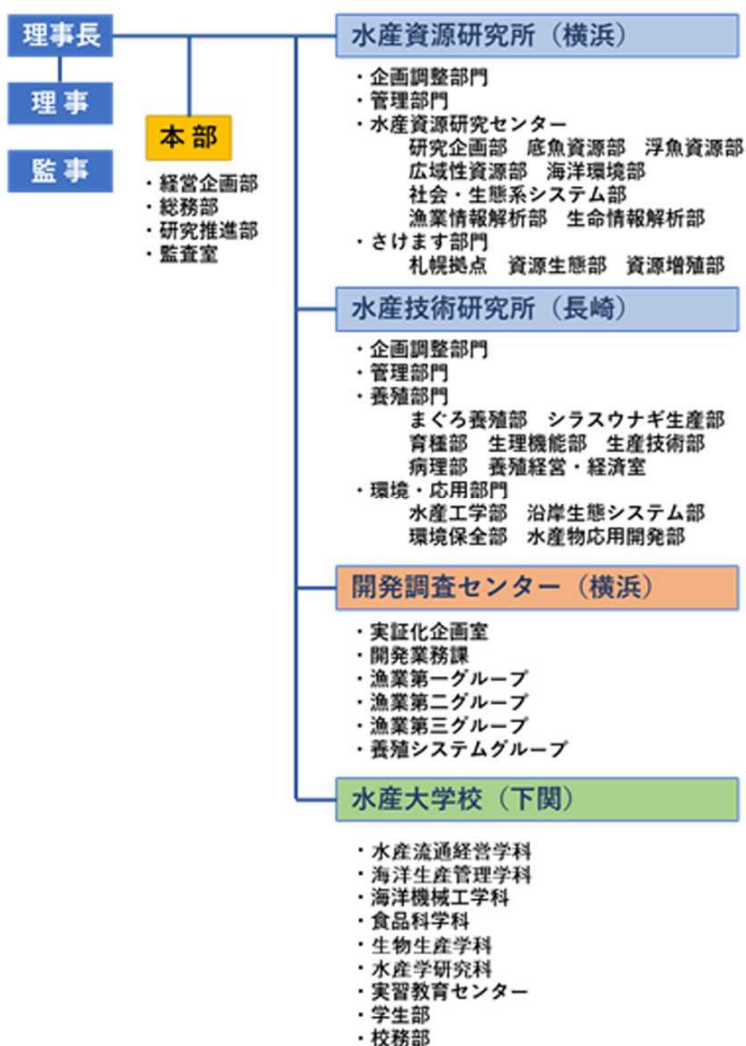 理事長
理 事
監 事
本 部
・経営企画部
・総務部
・研究推進部
・監査室
水産資源研究所（横浜）
・企画調整部門
・管理部門
・水産資源研究センター
研究企画部 底魚資源部 浮魚資源部
広域性資源部 海洋環境部
社会・生態系システム部
漁業情報解析部 生命情報解析部
・さけます部門
札幌拠点 資源生態部 資源増殖部
水産技術研究所（長崎）
・企画調整部門
・管理部門
・養殖部門
まぐろ養殖部 シラスウナギ生産部
育種部 生理機能部 生産技術部
病理部 養殖経営・経済室
・環境・応用部門
水産工学部 沿岸生態システム部
環境保全部 水産物応用開発部
開発調査センター（横浜）
・実証化企画室
・開発業務課
・漁業第一グループ
・漁業第二グループ
・漁業第三グループ
・養殖システムグループ
水産大学校（下関）
・水産流通経営学科
・海洋生産管理学科
・海洋機械工学科
・食品科学科
・生物生産学科
・水産学研究科
・実習教育センター
・学生部
・校務部